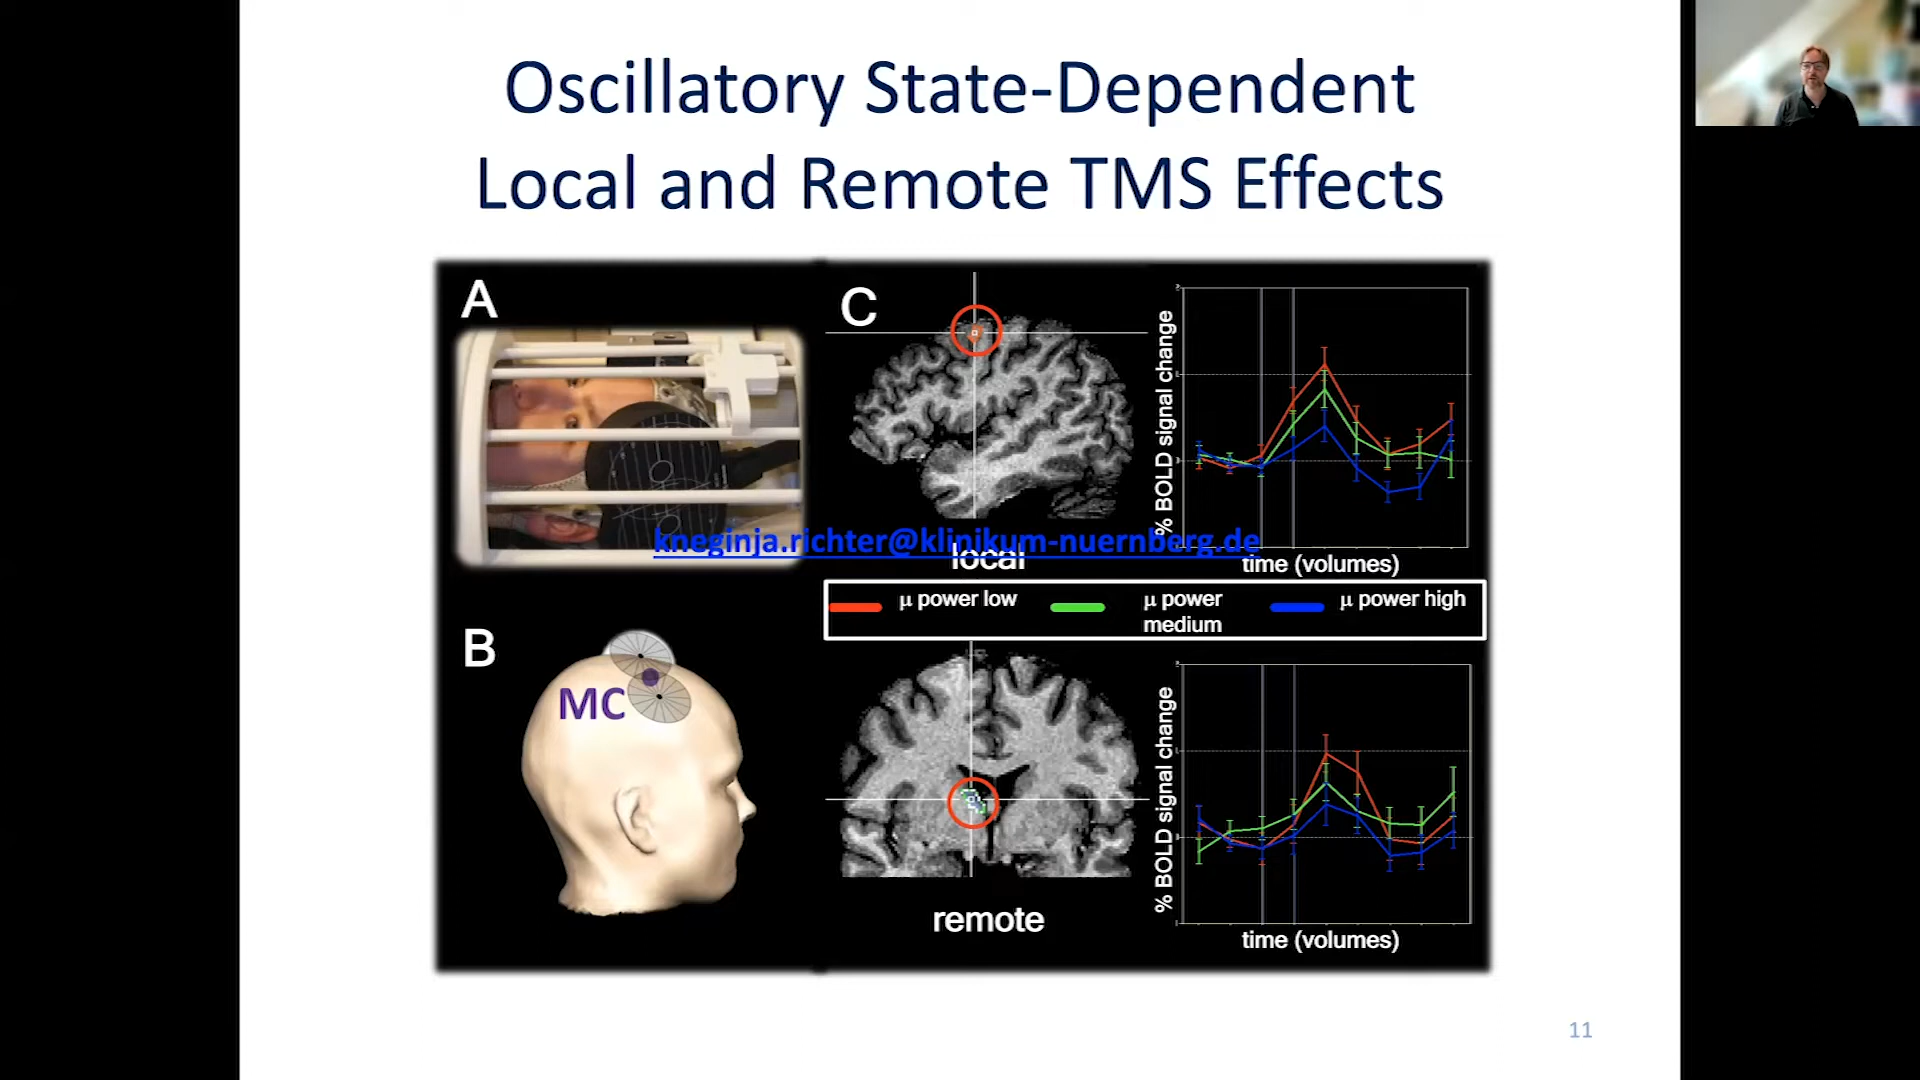 Oscillatory State-Dependent
Local and Remote TMS Effects
A
C
% BOLD signal change
kneginja.richter@klinikum-nuernberg.de
local
time (volumes)
μ power low
μ power
medium
μ power high
B
MC
% BOLD signal change
remote
time (volumes)
11